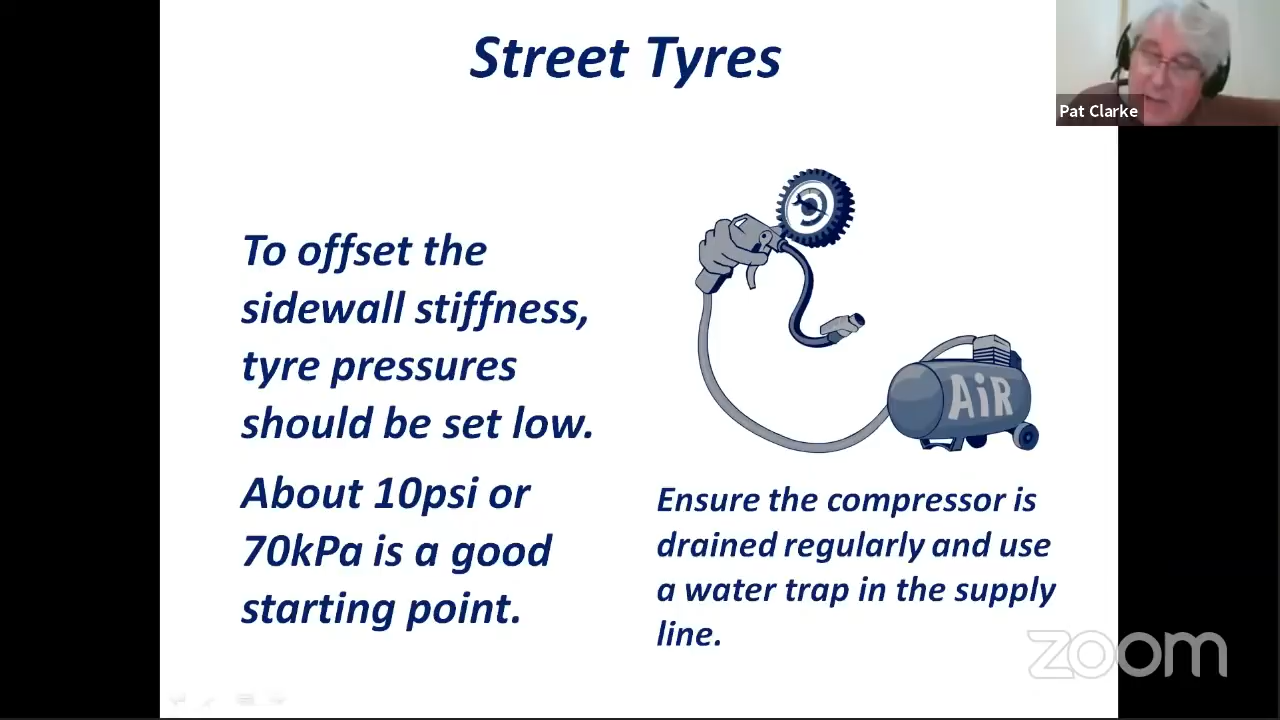 Street Tyres
Pat Clarke
To offset the
sidewall stiffness,
tyre pressures
should be set low.
About 10psi or
70kPa is a good
starting point.
AiR
Ensure the compressor is
drained regularly and use
a water trap in the supply
line.
zoom